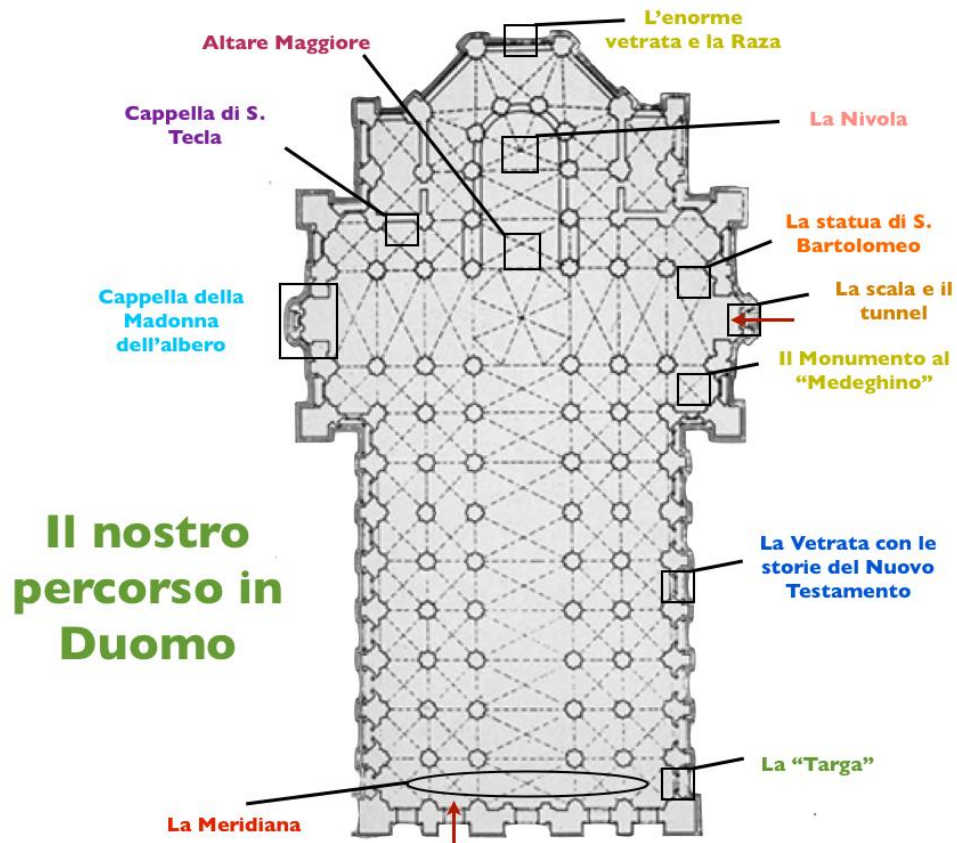 L'enorme
vetrata e la Raza
Altare Maggiore
Cappella di S.
Tecla
La Nivola
La statua di S.
Bartolomeo
Cappella della
Madonna
dell'albero
La scala e il
tunnel
Il Monumento al
“Medeghino”
Il nostro
percorso in
Duomo
La Vetrata con le
storie del Nuovo
Testamento
La “Targa”
La Meridiana